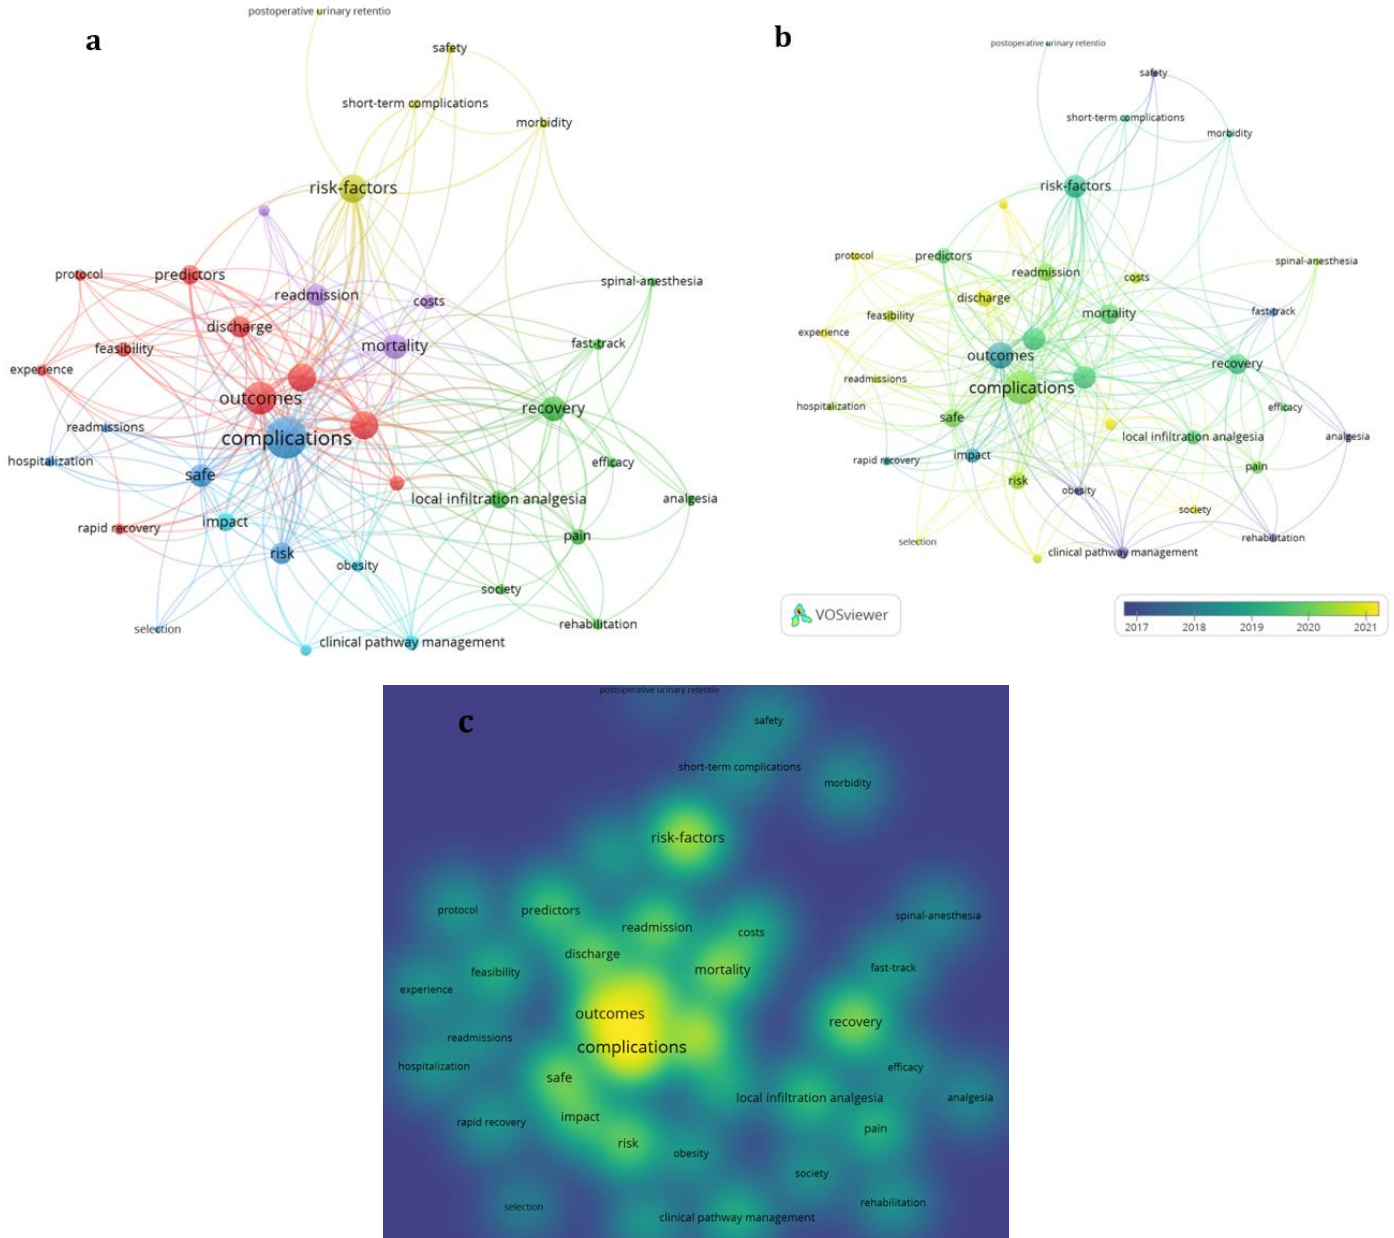 a
postoperative urinary retentio
safety
short-term complications
morbidity
risk-factors
protocol
predictors
readmission
costs
spinal-anesthesia
discharge
feasibility
mortality
fast-track
experience
outcomes
recovery
readmissions
complications
hospitalization
safe
efficacy
local infiltration analgesia
analgesia
rapid recovery
impact
pain
risk
obesity
society
selection
rehabilitation
clinical pathway management
b
postoperative urinary retentio
safety
short-term complications
morbidity
risk-factors
protocol
predictors
readmission
costs
spinal-anesthesia
discharge
feasibility
mortality
fast-track
experience
outcomes
recovery
readmissions
complications
hospitalization
safe
efficacy
local infiltration analgesia
analgesia
rapid recovery
impact
pain
risk
obesity
society
selection
rehabilitation
clinical pathway management
VOSviewer
2017 2018 2019 2020 2021
c
postoperative urinary retentio
safety
short-term complications
morbidity
risk-factors
protocol
predictors
readmission
costs
spinal-anesthesia
discharge
feasibility
mortality
fast-track
experience
outcomes
recovery
readmissions
complications
hospitalization
safe
efficacy
local infiltration analgesia
analgesia
rapid recovery
impact
pain
risk
obesity
society
selection
rehabilitation
clinical pathway management